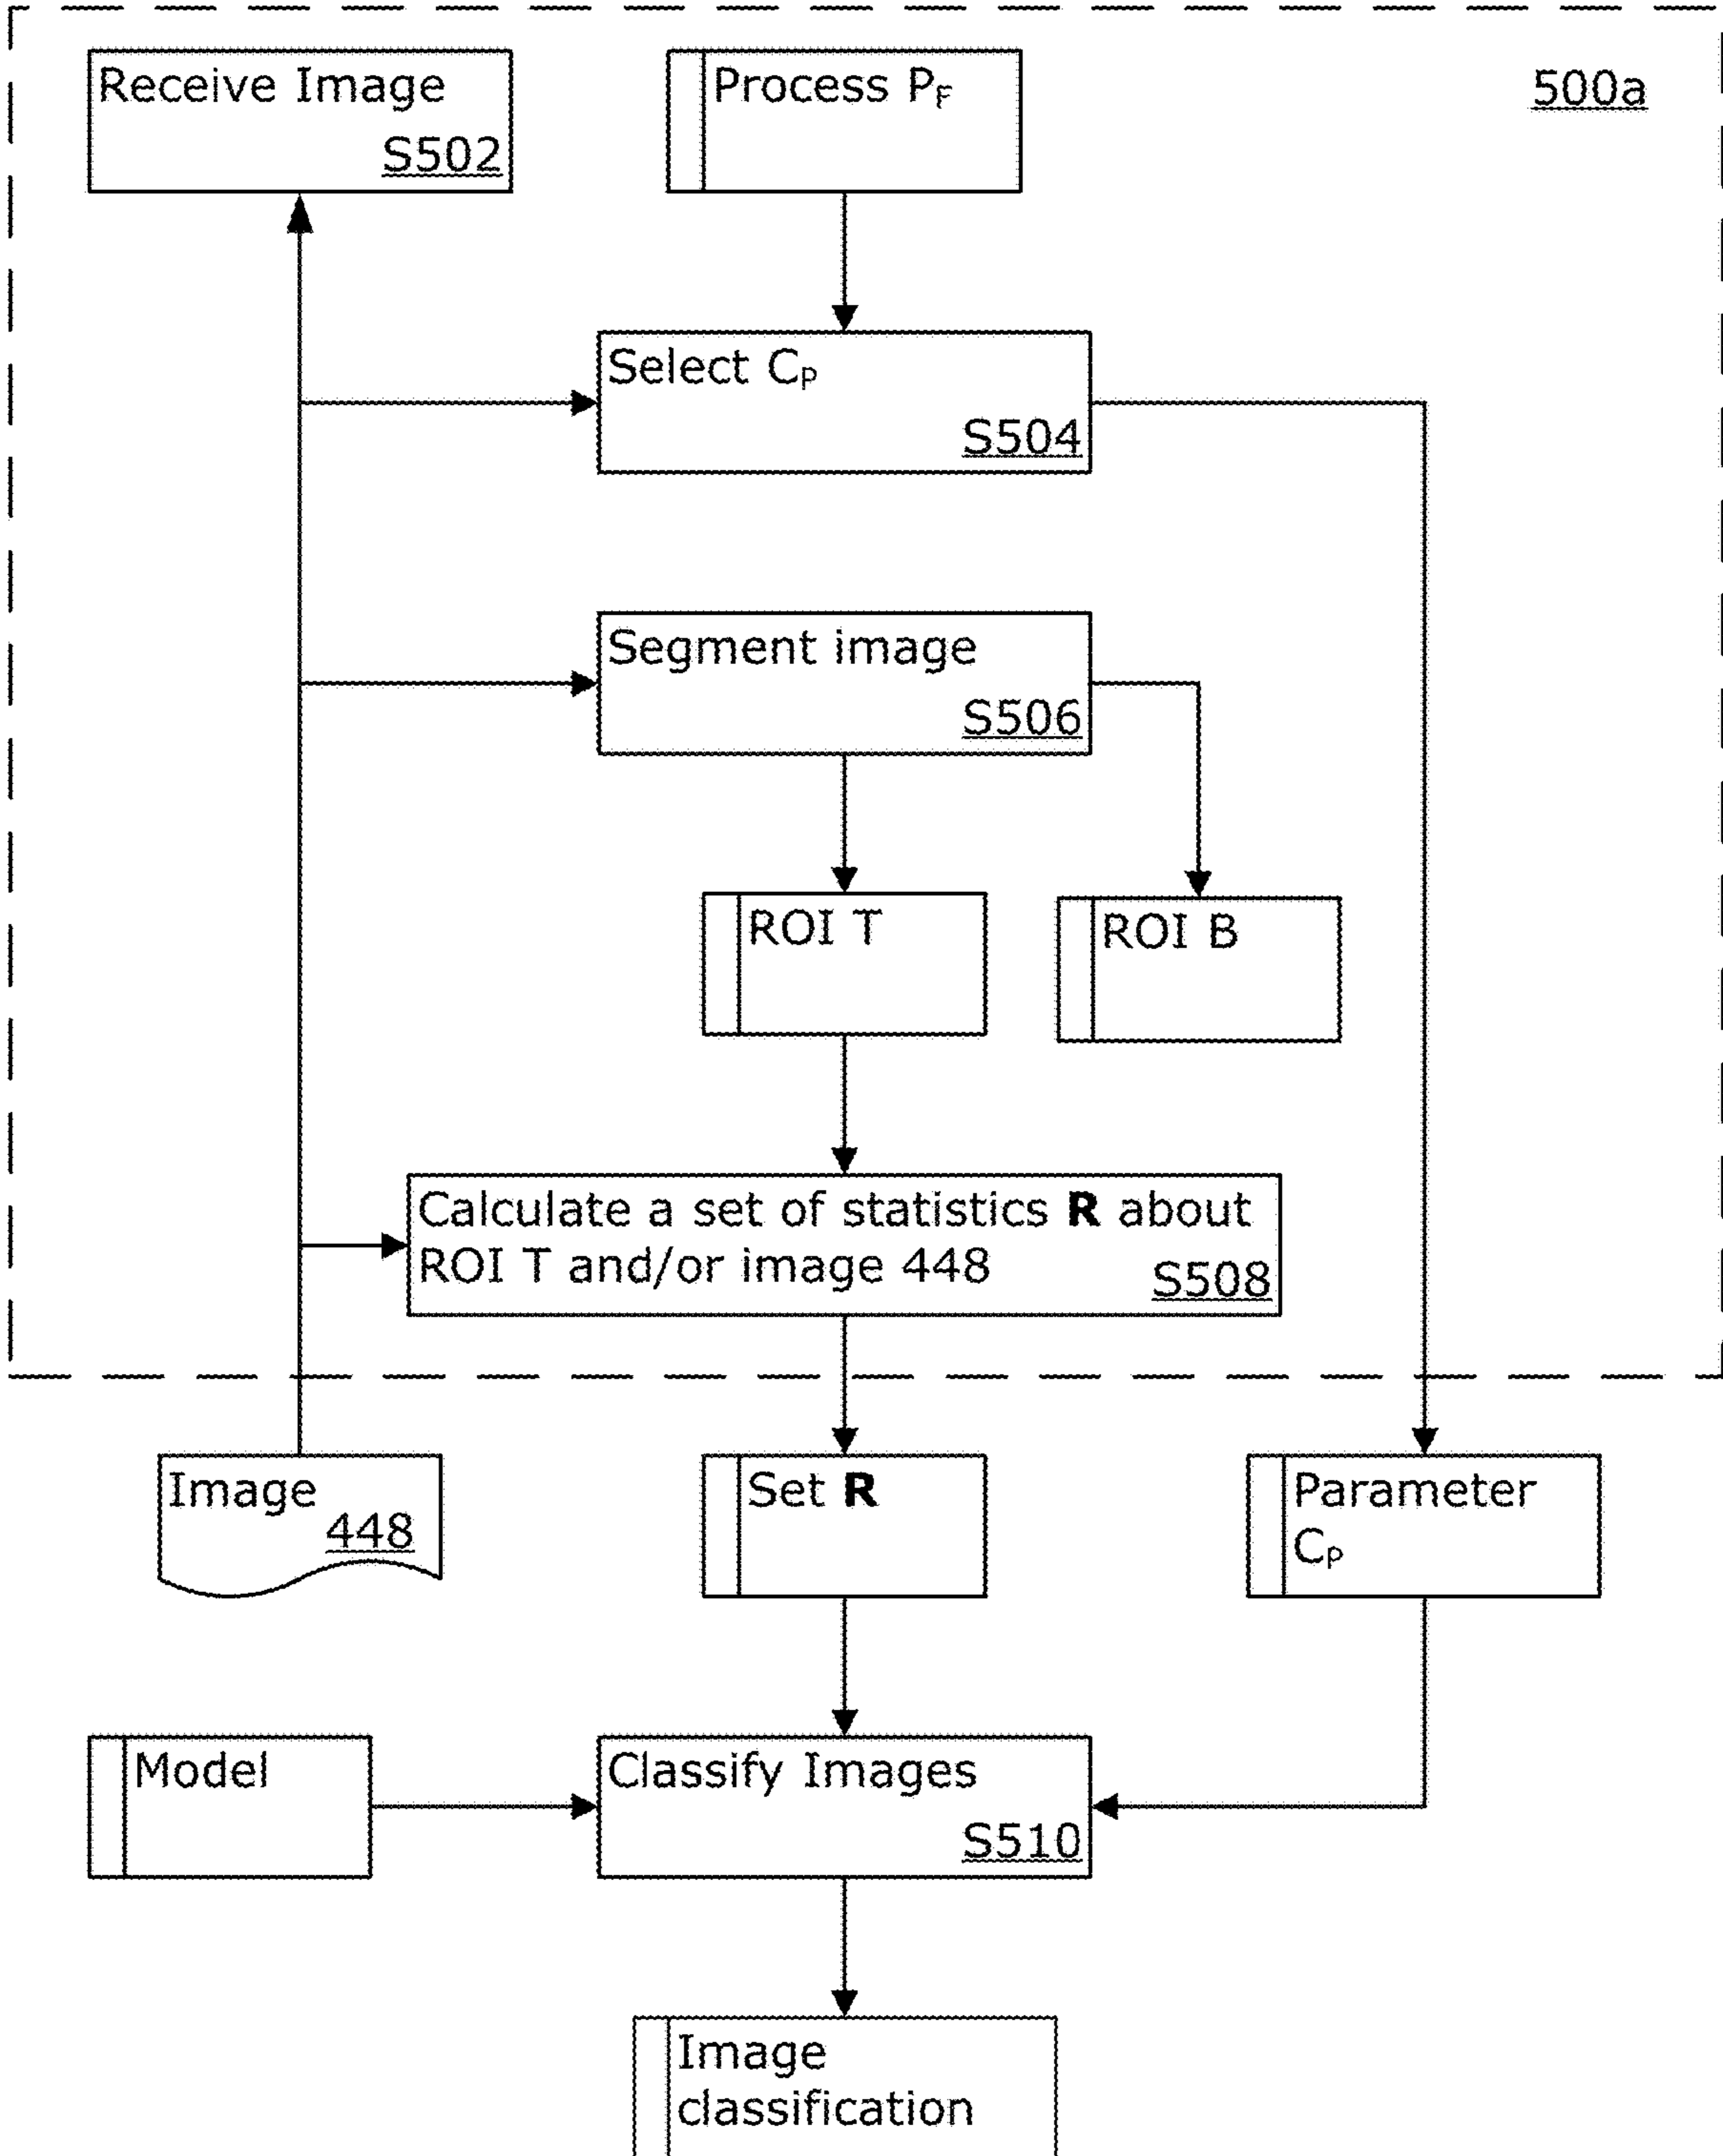 Receive Image
S502
Process PF
500a
Select CP
S504
Segment image
S506
ROI T
ROI B
Calculate a set of statistics R about
ROI T and/or image 448
S508
Image
448
Set R
Parameter
CP
Model
Classify Images
S510
Image
classification